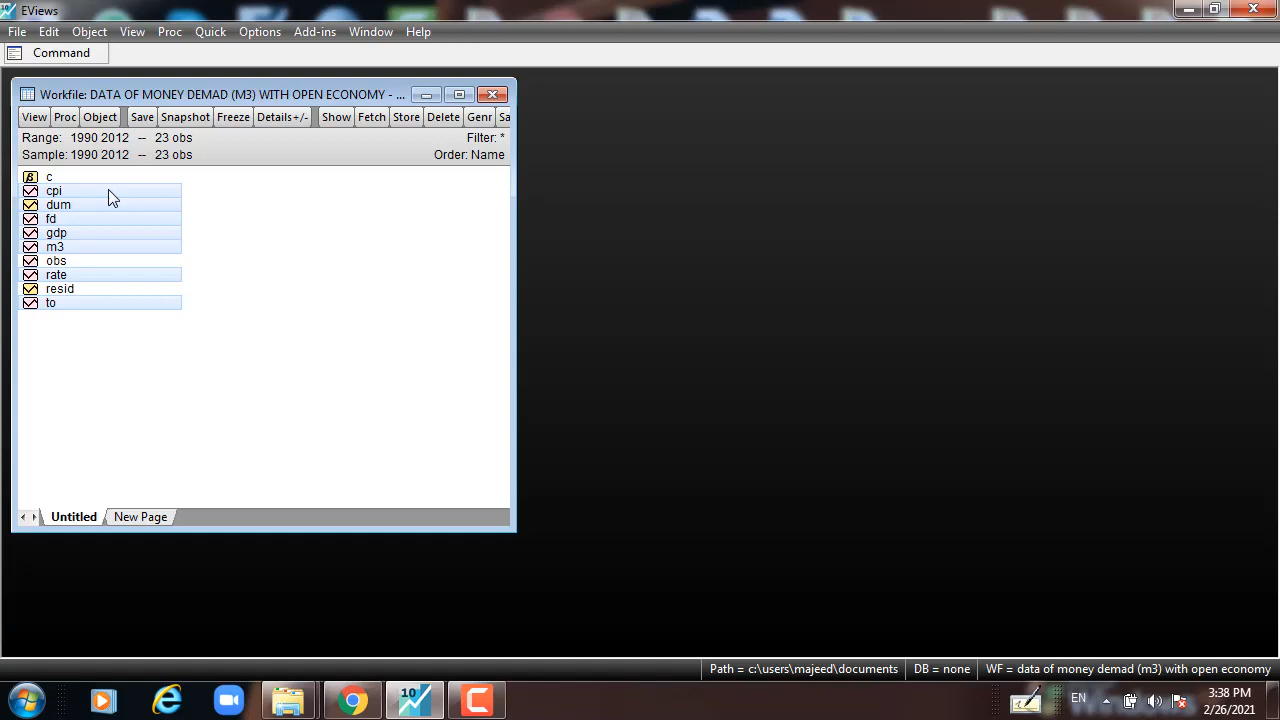 EViews
File Edit Object View Proc Quick Options Add-ins Window Help
Command
Workfile: DATA OF MONEY DEMAD (M3) WITH OPEN ECONOMY - ...
View Proc Object Save Snapshot Freeze Details+/- Show Fetch Store Delete Genr Sa
Range: 1990 2012 -- 23 obs Filter: *
Sample: 1990 2012 -- 23 obs Order: Name
β c
cpi
dum
fd
gdp
m3
obs
rate
resid
to
Untitled New Page
Path = c:\users\majeed\documents DB = none WF = data of money demad (m3) with open economy
10 EN 3:38 PM
2/26/2021